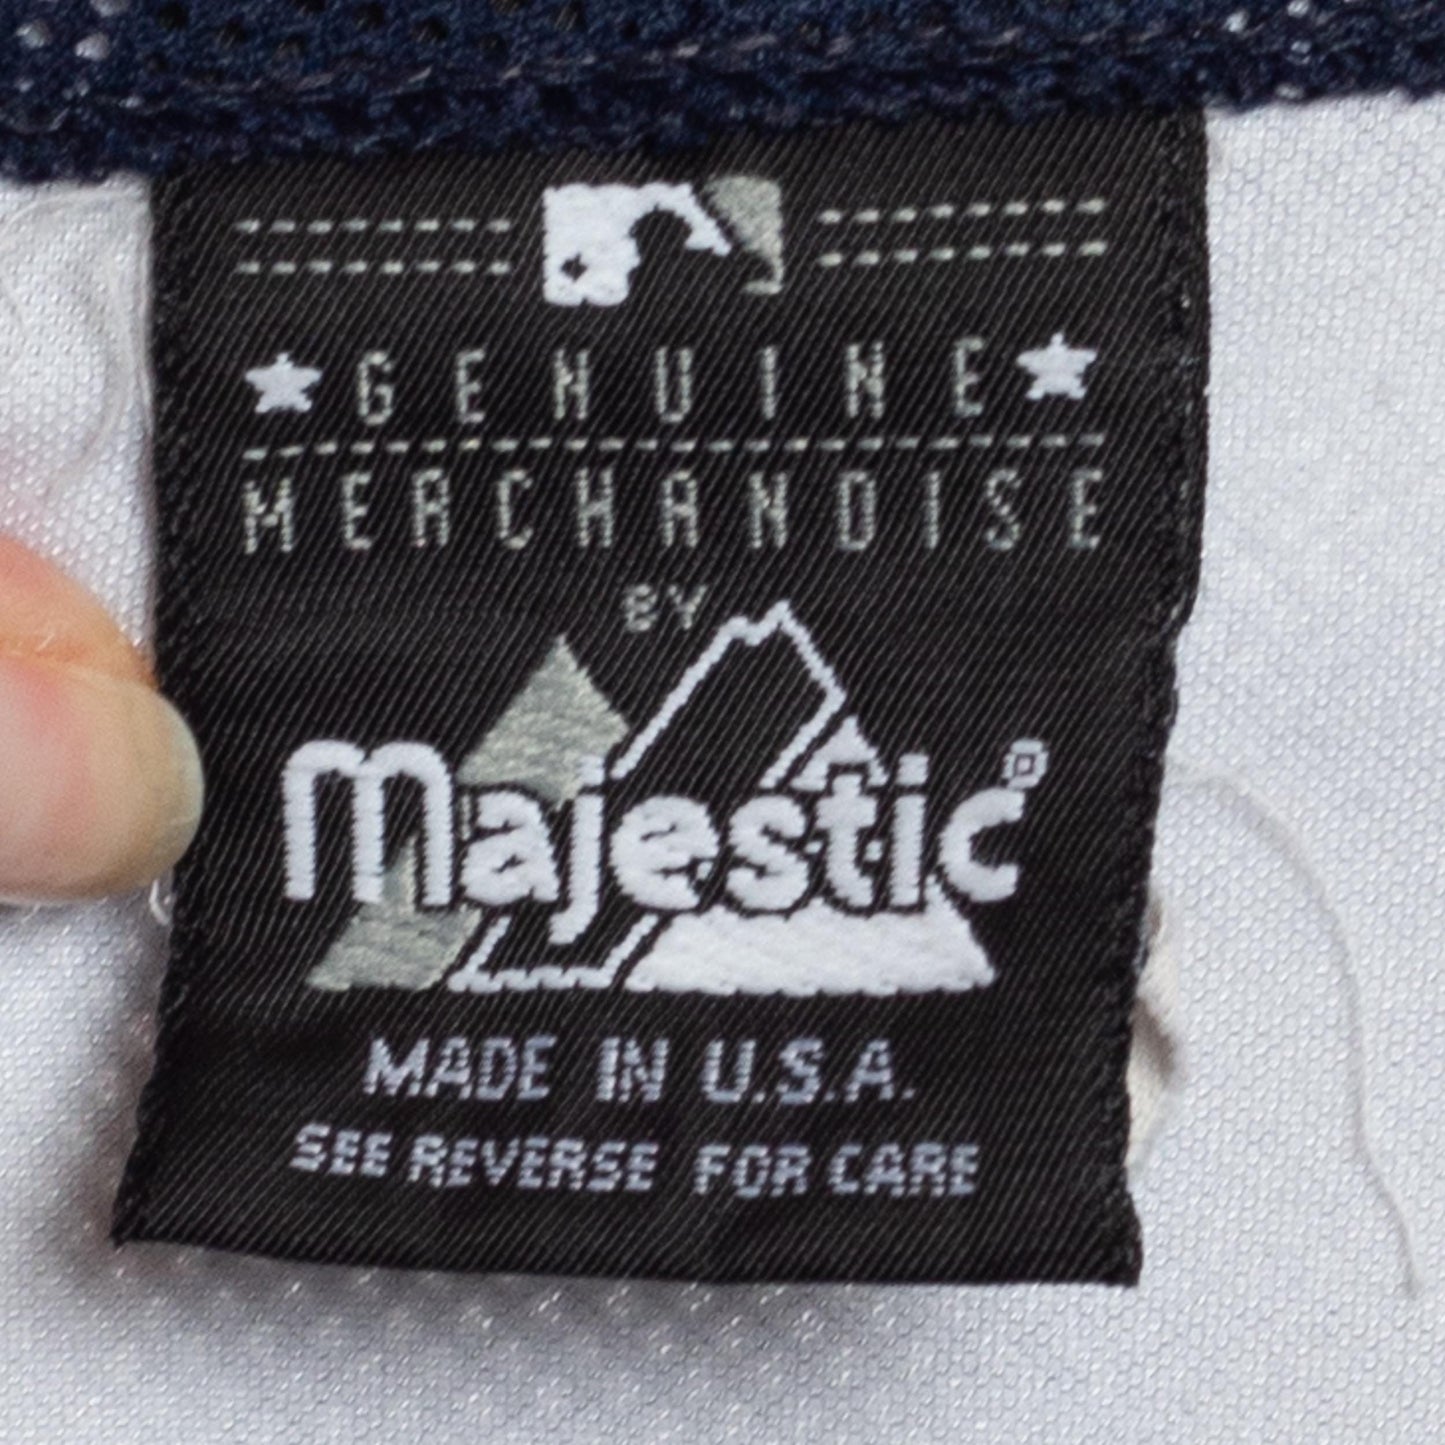 GENUINE
MERCHANDISE
BY
Majestic®
MADE IN U.S.A.
SEE REVERSE FOR CARE